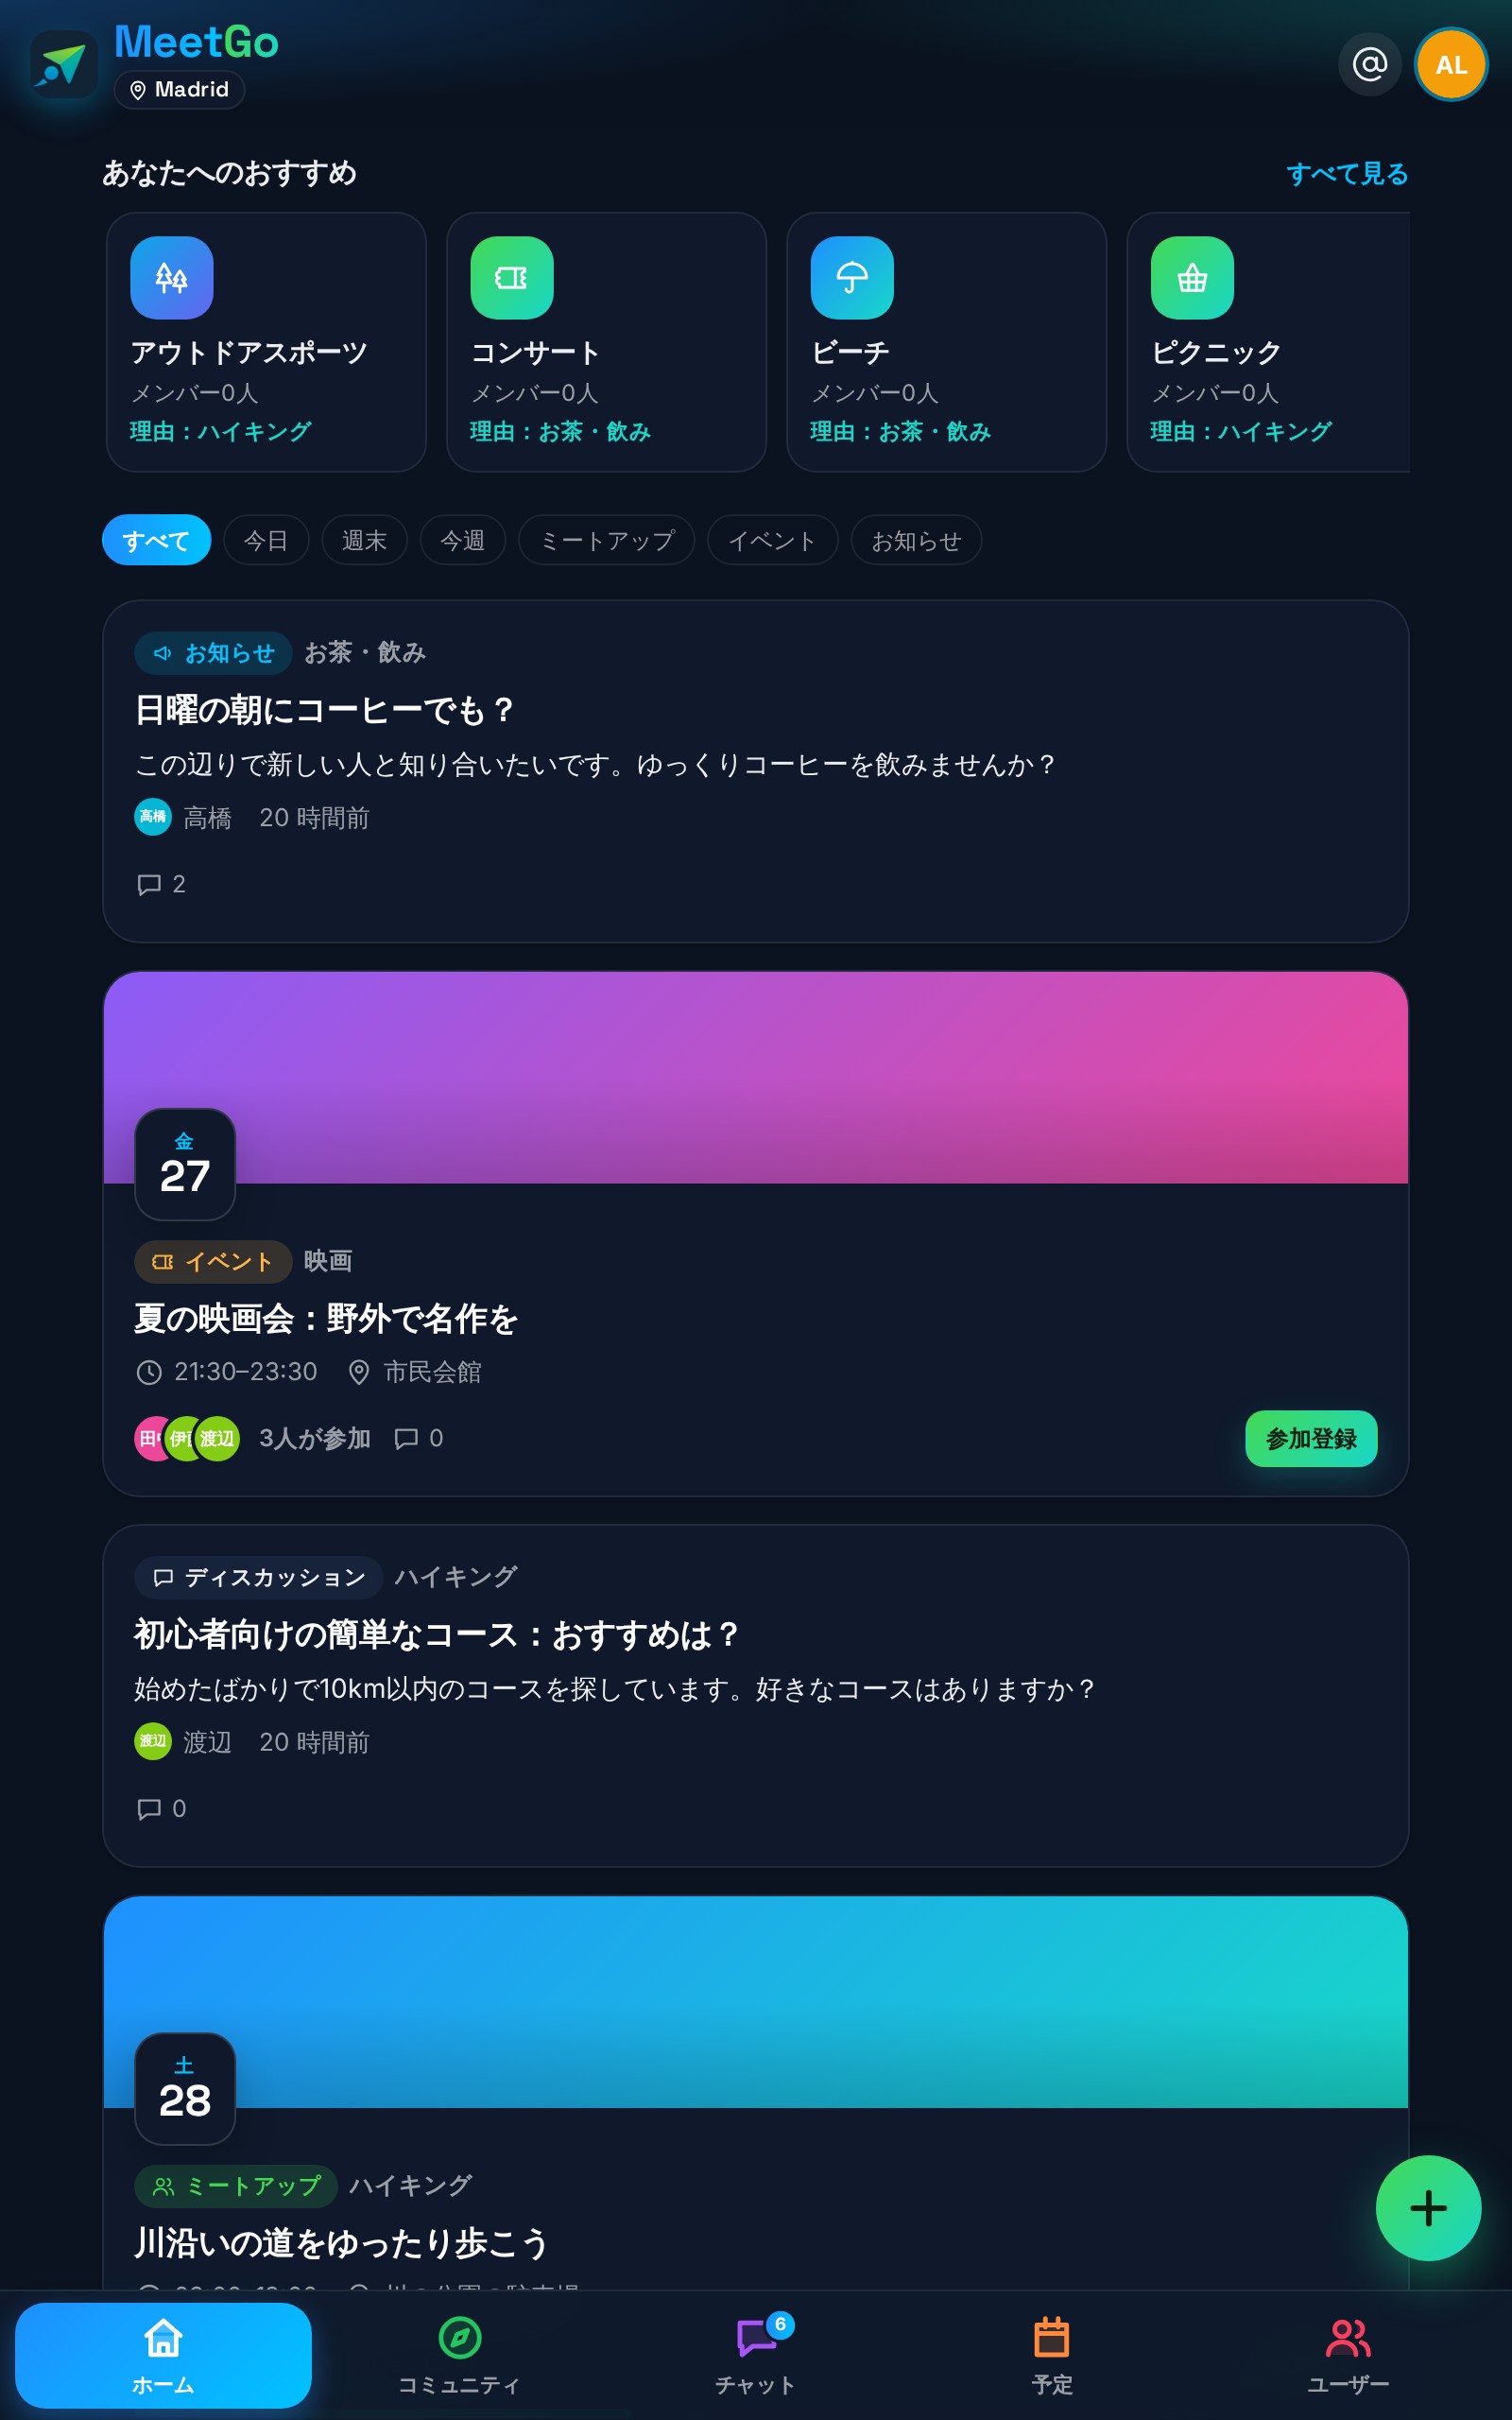 MeetGo
Madrid
AL
あなたへのおすすめ
すべて見る
アウトドアスポーツ
メンバー0人
理由：ハイキング
コンサート
メンバー0人
理由：お茶・飲み
ビーチ
メンバー0人
理由：お茶・飲み
ピクニック
メンバー0人
理由：ハイキング
すべて 今日 週末 今週 ミートアップ イベント お知らせ
お知らせ お茶・飲み
日曜の朝にコーヒーでも？
この辺りで新しい人と知り合いたいです。ゆっくりコーヒーを飲みませんか？
高橋 高橋 20 時間前
2
金
27
イベント 映画
夏の映画会：野外で名作を
21:30–23:30 市民会館
渡辺 3人が参加 0
参加登録
ディスカッション ハイキング
初心者向けの簡単なコース：おすすめは？
始めたばかりで10km以内のコースを探しています。好きなコースはありますか？
渡辺 渡辺 20 時間前
0
土
28
ミートアップ ハイキング
川沿いの道をゆったり歩こう
ホーム
コミュニティ
6
チャット
予定
ユーザー